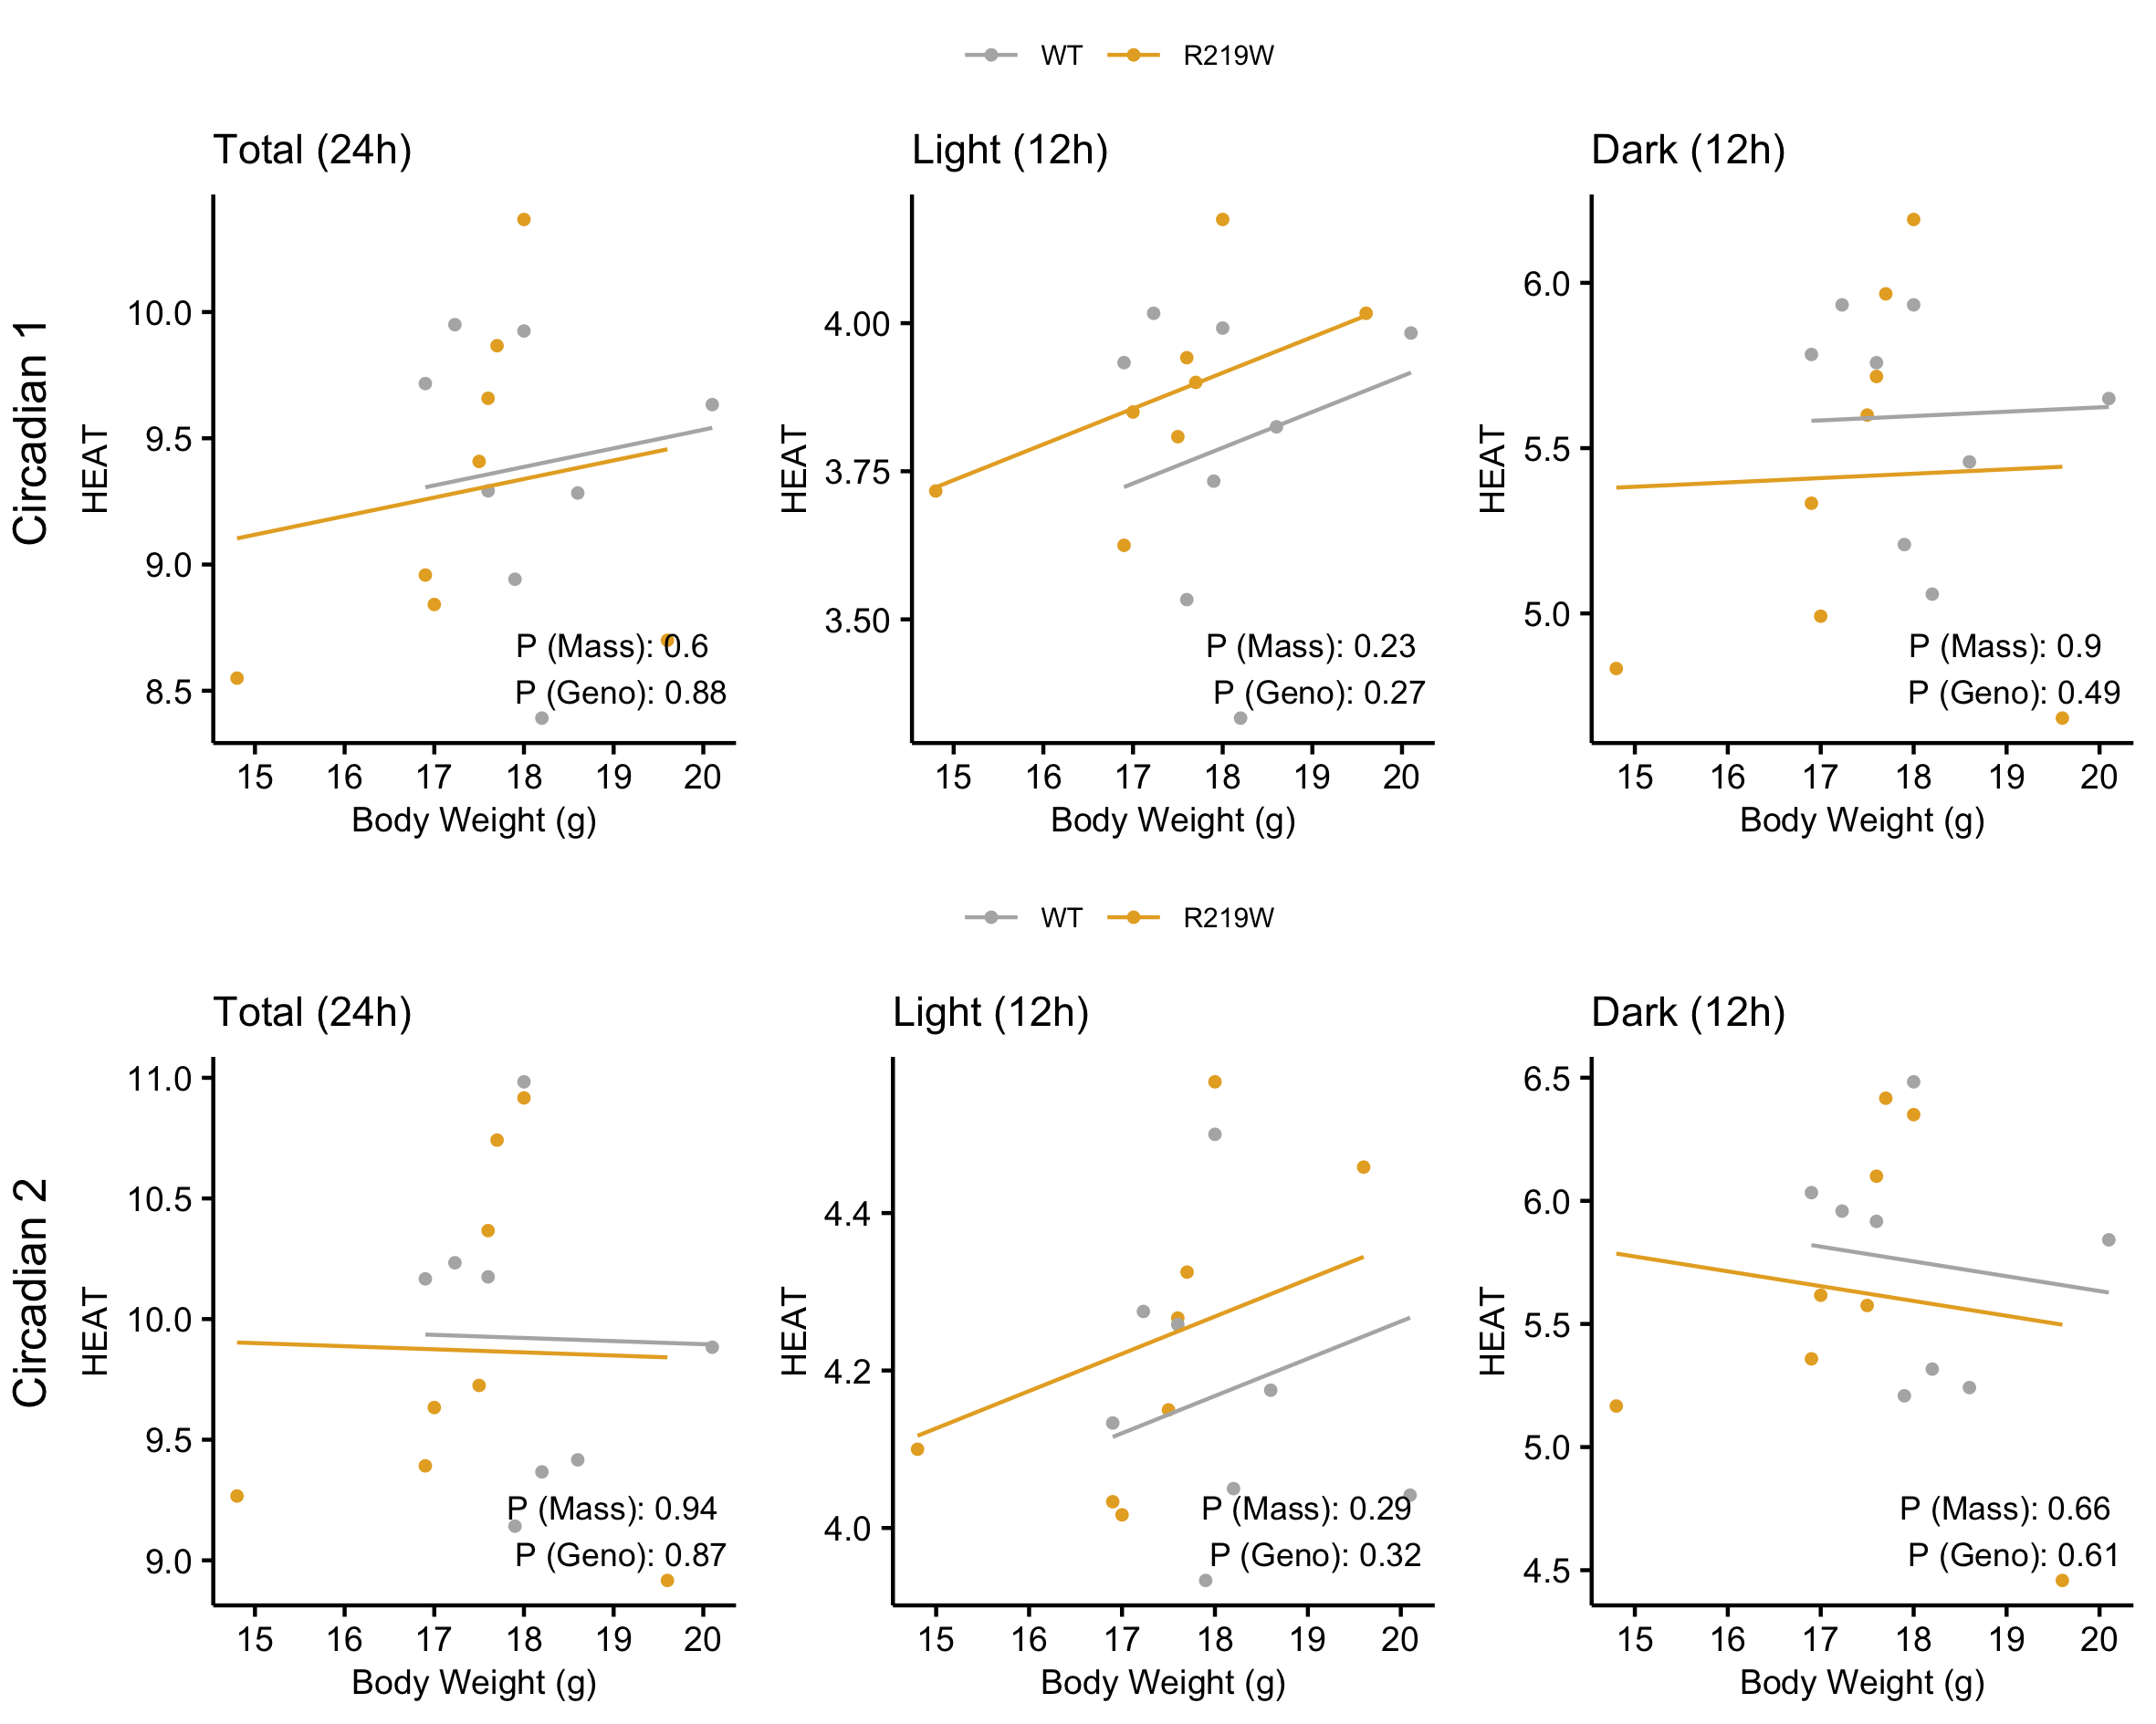 WT R219W
Circadian 1
Total (24h)
HEAT
10.0
9.5
9.0
8.5
P (Mass): 0.6
P (Geno): 0.88
15 16 17 18 19 20
Body Weight (g)
Light (12h)
HEAT
4.00
3.75
3.50
P (Mass): 0.23
P (Geno): 0.27
15 16 17 18 19 20
Body Weight (g)
Dark (12h)
HEAT
6.0
5.5
5.0
P (Mass): 0.9
P (Geno): 0.49
15 16 17 18 19 20
Body Weight (g)
WT R219W
Circadian 2
Total (24h)
HEAT
11.0
10.5
10.0
9.5
9.0
P (Mass): 0.94
P (Geno): 0.87
15 16 17 18 19 20
Body Weight (g)
Light (12h)
HEAT
4.4
4.2
4.0
P (Mass): 0.29
P (Geno): 0.32
15 16 17 18 19 20
Body Weight (g)
Dark (12h)
HEAT
6.5
6.0
5.5
5.0
4.5
P (Mass): 0.66
P (Geno): 0.61
15 16 17 18 19 20
Body Weight (g)